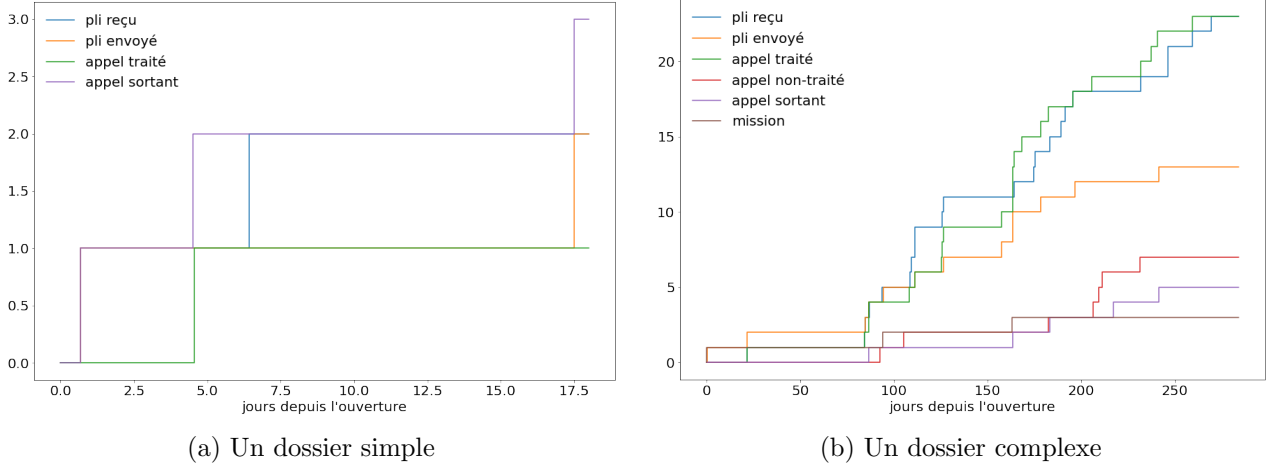 pli reçu
pli envoyé
appel traité
appel sortant
3.0
2.5
2.0
1.5
1.0
0.5
0.0
0.0 2.5 5.0 7.5 10.0 12.5 15.0 17.5
jours depuis l'ouverture
(a) Un dossier simple
pli reçu
pli envoyé
appel traité
appel non-traité
appel sortant
mission
20
15
10
5
0
0 50 100 150 200 250
jours depuis l'ouverture
(b) Un dossier complexe